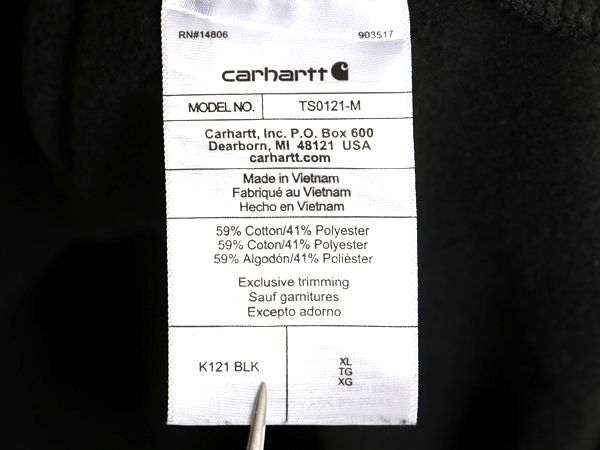 RN#14806 903517
carhartt
MODEL NO. TS0121-M
Carhartt, Inc. P.O. Box 600
Dearborn, MI 48121 USA
carhartt.com
Made in Vietnam
Fabriqué au Vietnam
Hecho en Vietnam
59% Cotton/41% Polyester
59% Coton/41% Polyester
59% Algodón/41% Poliéster
Exclusive trimming
Sauf garnitures
Excepto adorno
K121 BLK
XL
TG
XG